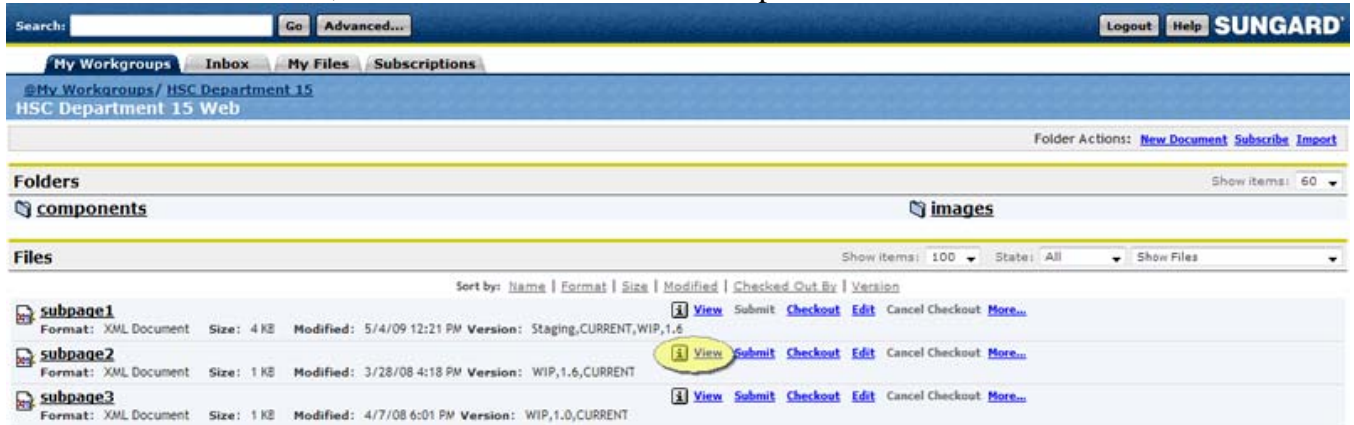 Search: Go Advanced... Logout Help SUNGARD
My Workgroups Inbox My Files Subscriptions
@My Workgroups/ HSC Department 15
HSC Department 15 Web
Folder Actions: New Document Subscribe Import
Folders Show items: 60
components images
Files Show items: 100 State: All Show Files
Sort by: Name | Format | Size | Modified | Checked Out By | Version
subpage1 View Submit Checkout Edit Cancel Checkout More...
Format: XML Document Size: 4 KB Modified: 5/4/09 12:21 PM Version: Staging,CURRENT,WIP,1.6
subpage2 View Submit Checkout Edit Cancel Checkout More...
Format: XML Document Size: 1 KB Modified: 3/28/08 4:18 PM Version: WIP,1.6,CURRENT
subpage3 View Submit Checkout Edit Cancel Checkout More...
Format: XML Document Size: 1 KB Modified: 4/7/08 6:01 PM Version: WIP,1.0,CURRENT